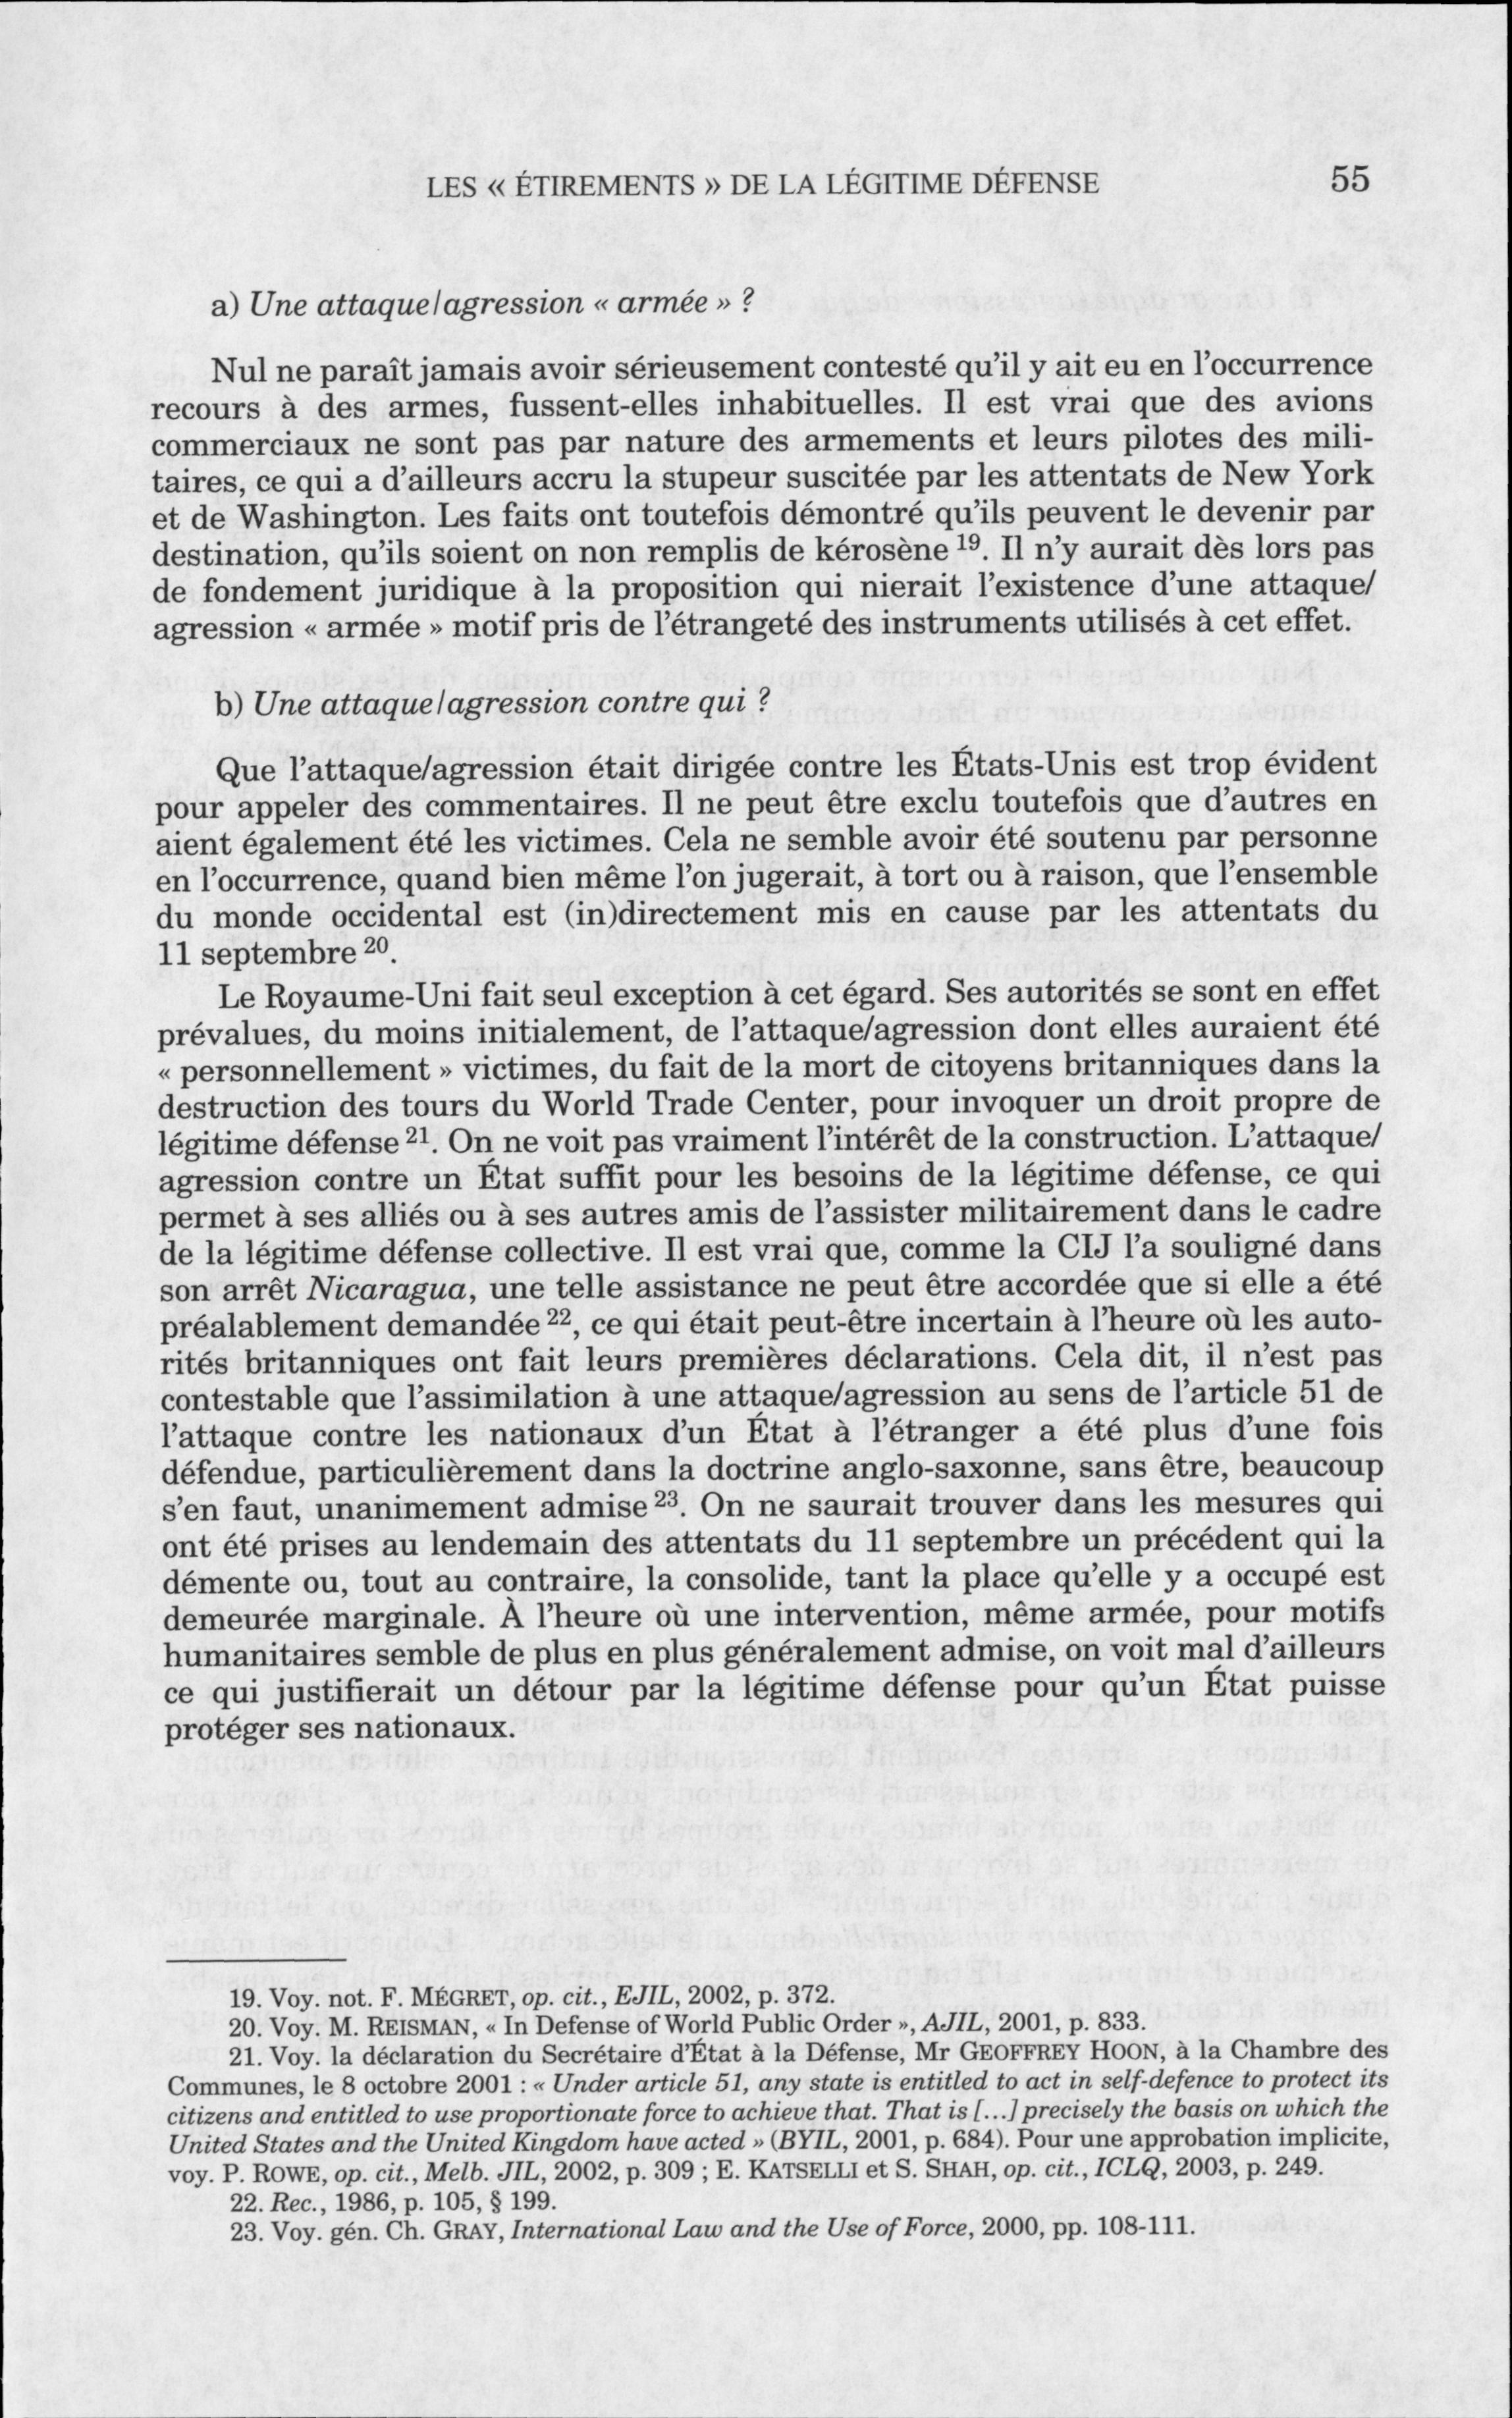 LES « ÉTIREMENTS » DE LA LÉGITIME DÉFENSE 55
a) Une attaque/agression « armée » ?
Nul ne paraît jamais avoir sérieusement contesté qu'il y ait eu en l'occurrence
recours à des armes, fussent-elles inhabituelles. Il est vrai que des avions
commerciaux ne sont pas par nature des armements et leurs pilotes des mili-
taires, ce qui a d'ailleurs accru la stupeur suscitée par les attentats de New York
et de Washington. Les faits ont toutefois démontré qu'ils peuvent le devenir par
destination, qu'ils soient on non remplis de kérosène 19. Il n'y aurait dès lors pas
de fondement juridique à la proposition qui nierait l'existence d'une attaque/
agression « armée » motif pris de l'étrangeté des instruments utilisés à cet effet.
b) Une attaque/agression contre qui ?
Que l'attaque/agression était dirigée contre les États-Unis est trop évident
pour appeler des commentaires. Il ne peut être exclu toutefois que d'autres en
aient également été les victimes. Cela ne semble avoir été soutenu par personne
en l'occurrence, quand bien même l'on jugerait, à tort ou à raison, que l'ensemble
du monde occidental est (in)directement mis en cause par les attentats du
11 septembre 20.
Le Royaume-Uni fait seul exception à cet égard. Ses autorités se sont en effet
prévalues, du moins initialement, de l'attaque/agression dont elles auraient été
« personnellement » victimes, du fait de la mort de citoyens britanniques dans la
destruction des tours du World Trade Center, pour invoquer un droit propre de
légitime défense 21. On ne voit pas vraiment l'intérêt de la construction. L'attaque/
agression contre un État suffit pour les besoins de la légitime défense, ce qui
permet à ses alliés ou à ses autres amis de l'assister militairement dans le cadre
de la légitime défense collective. Il est vrai que, comme la CIJ l'a souligné dans
son arrêt Nicaragua, une telle assistance ne peut être accordée que si elle a été
préalablement demandée 22, ce qui était peut-être incertain à l'heure où les auto-
rités britanniques ont fait leurs premières déclarations. Cela dit, il n'est pas
contestable que l'assimilation à une attaque/agression au sens de l'article 51 de
l'attaque contre les nationaux d'un État à l'étranger a été plus d'une fois
défendue, particulièrement dans la doctrine anglo-saxonne, sans être, beaucoup
s'en faut, unanimement admise 23. On ne saurait trouver dans les mesures qui
ont été prises au lendemain des attentats du 11 septembre un précédent qui la
démente ou, tout au contraire, la consolide, tant la place qu'elle y a occupé est
demeurée marginale. À l'heure où une intervention, même armée, pour motifs
humanitaires semble de plus en plus généralement admise, on voit mal d'ailleurs
ce qui justifierait un détour par la légitime défense pour qu'un État puisse
protéger ses nationaux.
19. Voy. not. F. MÉGRET, op. cit., EJIL, 2002, p. 372.
20. Voy. M. REISMAN, « In Defense of World Public Order », AJIL, 2001, p. 833.
21. Voy. la déclaration du Secrétaire d'État à la Défense, Mr GEOFFREY HOON, à la Chambre des
Communes, le 8 octobre 2001 : « Under article 51, any state is entitled to act in self-defence to protect its
citizens and entitled to use proportionate force to achieve that. That is [...] precisely the basis on which the
United States and the United Kingdom have acted » (BYIL, 2001, p. 684). Pour une approbation implicite,
voy. P. ROWE, op. cit., Melb. JIL, 2002, p. 309 ; E. KATSELLI et S. SHAH, op. cit., ICLQ, 2003, p. 249.
22. Rec., 1986, p. 105, § 199.
23. Voy. gén. Ch. GRAY, International Law and the Use of Force, 2000, pp. 108-111.